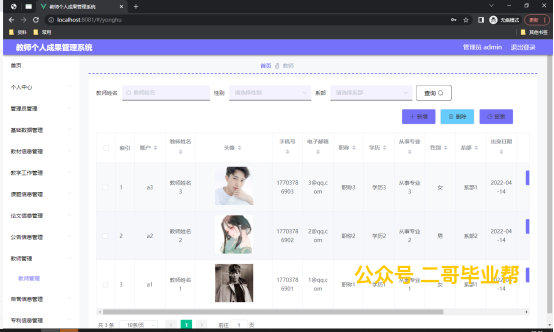 教师个人成果管理系统
localhost:8081/#/yonghu
无痕模式
更新
资料
常用
其他书签
教师个人成果管理系统
管理员 admin
退出登录
首页
个人中心
管理员管理
基础数据管理
教材信息管理
教学工作管理
课题信息管理
论文信息管理
公告信息管理
教师管理
教师管理
荣誉信息管理
专利信息管理
首页 教师
教师姓名 教师姓名 性别 请选择性别 系部 请选择系部 查询
+ 新增 删除 报表
索引 账户 教师姓名 头像 手机号 电子邮箱 职称 学历 从事专业 性别 系部 出生日期
1 a3 教师姓名3 17703786903 3@qq.com 职称3 学历3 从事专业3 女 系部1 2022-04-14
2 a2 教师姓名2 17703786902 2@qq.com 职称2 学历2 从事专业2 男 系部1 2022-04-14
3 a1 教师姓名1 17703786901 1@qq.com 职称1 学历1 从事专业1 女 系部1 2022-04-14
公众号 二哥毕业帮
共 3 条 10条/页 1 前往 1 页